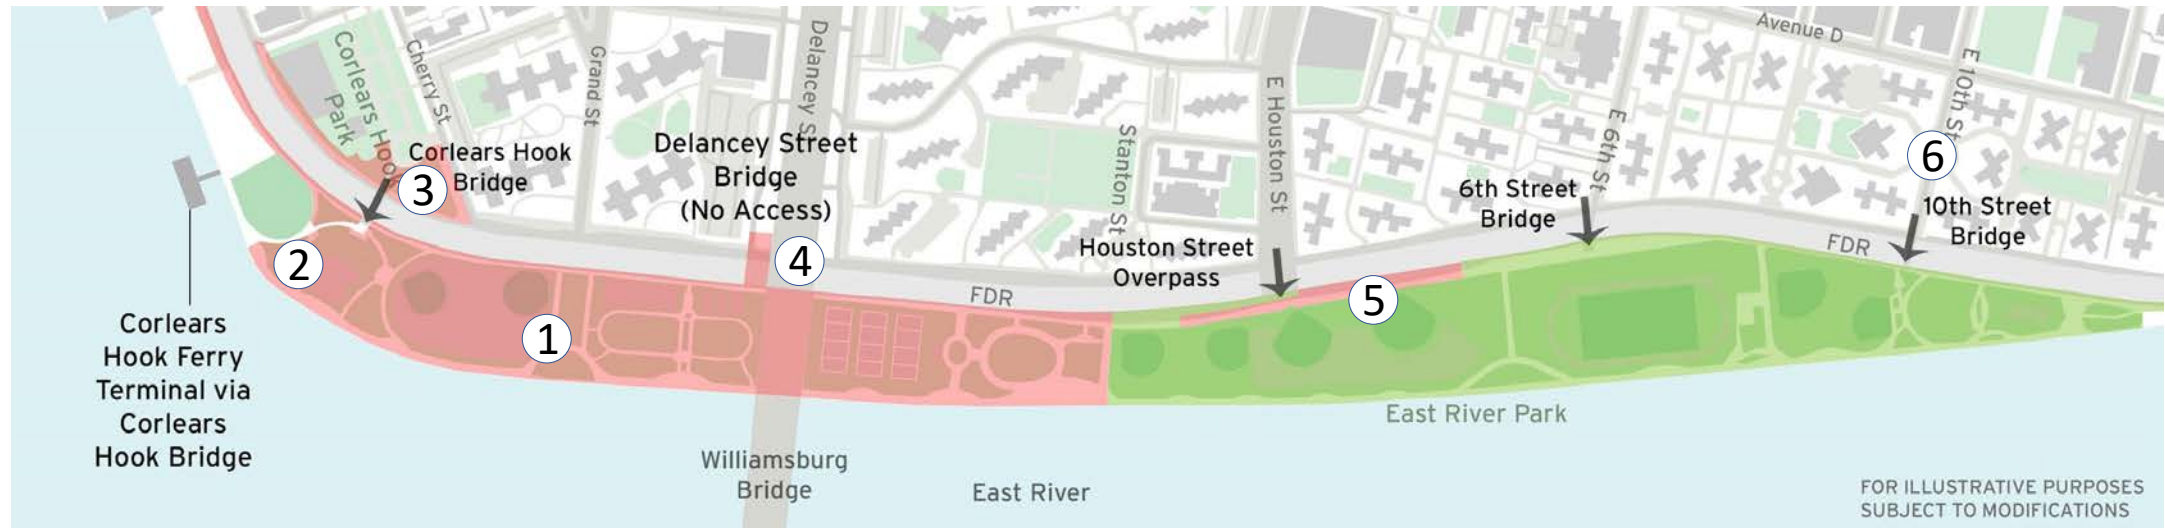 Corlears Hook
Park
Cherry St
Grand St
Delancey S
Avenue D
E 10th St
Corlears Hook
Bridge
Delancey Street
Bridge
(No Access)
Stanton St
E Houston St
E 6th St
6th Street
Bridge
10th Street
Bridge
Houston Street
Overpass
FDR
FDR
1
2
3
4
5
6
Corlears
Hook Ferry
Terminal via
Corlears
Hook Bridge
East River Park
Williamsburg
Bridge
East River
FOR ILLUSTRATIVE PURPOSES
SUBJECT TO MODIFICATIONS